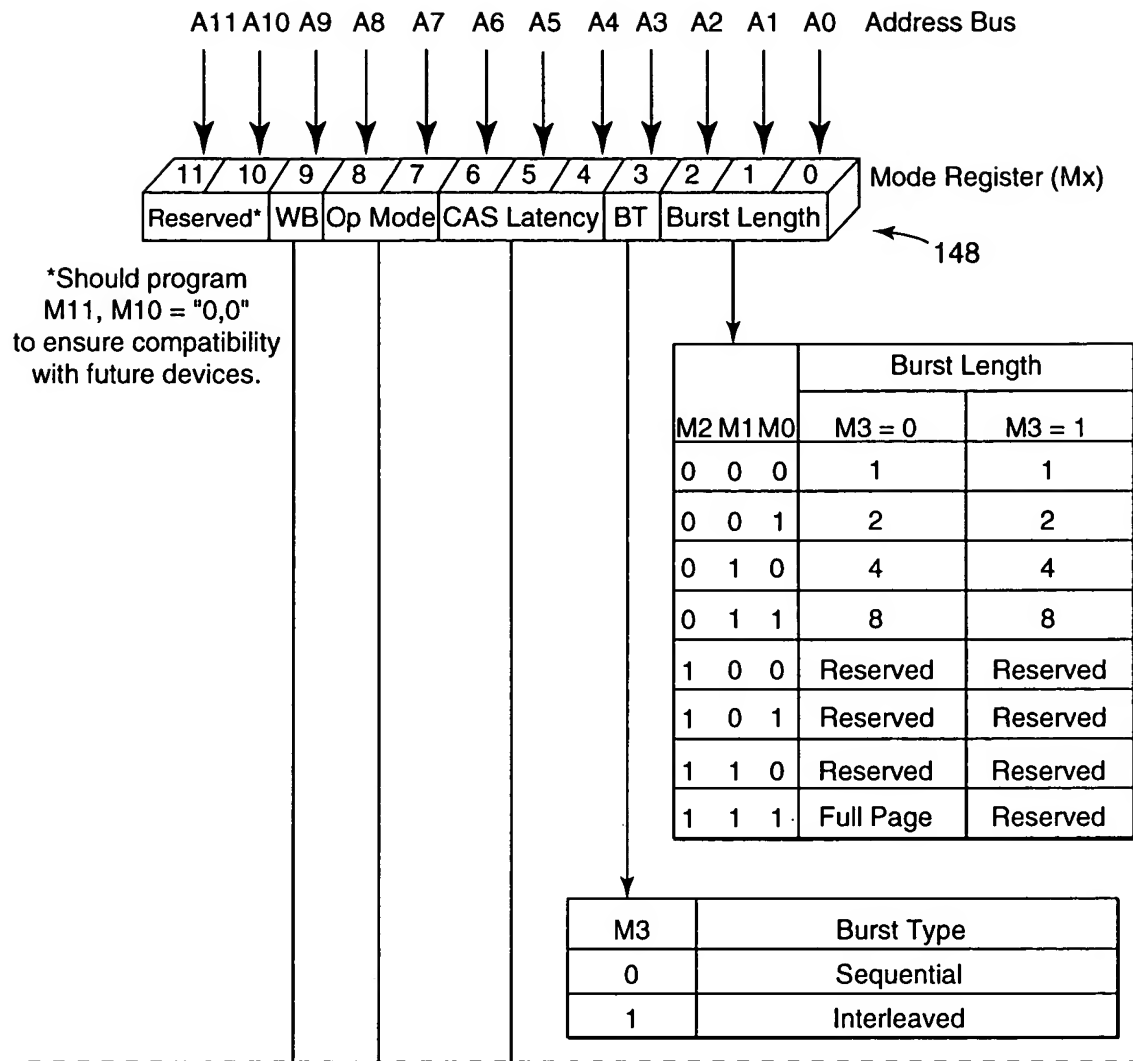 A11 A10 A9 A8 A7 A6 A5 A4 A3 A2 A1 A0 Address Bus
11 10 9 8 7 6 5 4 3 2 1 0 Mode Register (Mx)
Reserved* WB Op Mode CAS Latency BT Burst Length
148
*Should program
M11, M10 = "0,0"
to ensure compatibility
with future devices.
Burst Length
M2 M1 M0 M3 = 0 M3 = 1
0 0 0 1 1
0 0 1 2 2
0 1 0 4 4
0 1 1 8 8
1 0 0 Reserved Reserved
1 0 1 Reserved Reserved
1 1 0 Reserved Reserved
1 1 1 Full Page Reserved
M3 Burst Type
0 Sequential
1 Interleaved